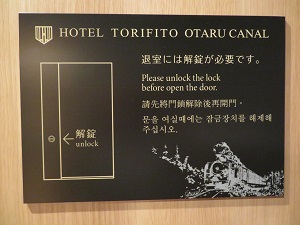 HOTEL TORIFITO OTARU CANAL
退室には解錠が必要です。
Please unlock the lock
before open the door.
請先將門鎖解除後再開門。
문을 여실때에는 잠금장치를 해제해
주십시오.
← 解錠
unlock